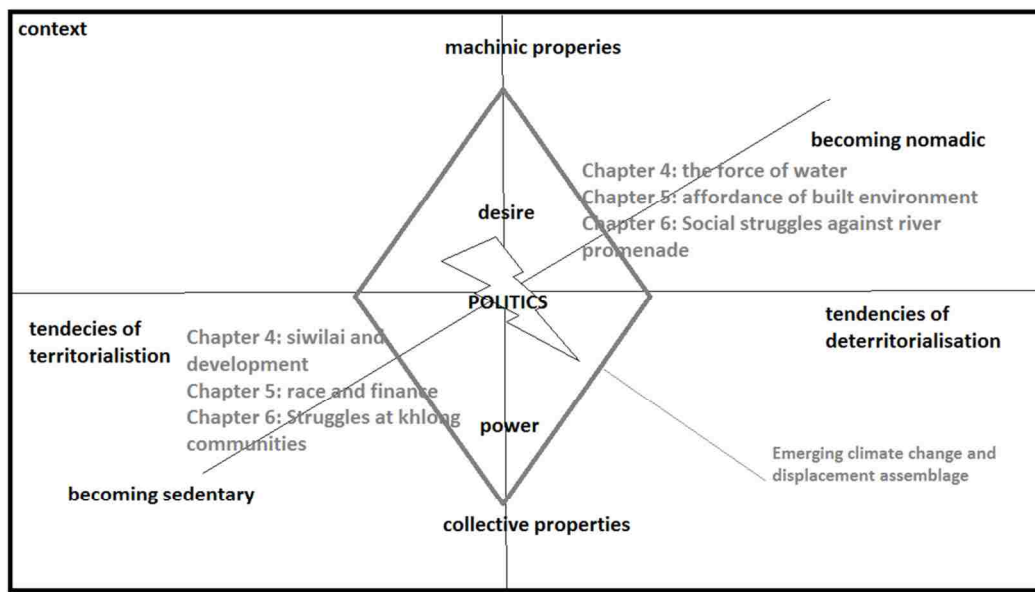 context
machinic properies
becoming nomadic
Chapter 4: the force of water
Chapter 5: affordance of built environment
Chapter 6: Social struggles against river
promenade
desire
POLITICS
tendecies of
territorialistion
tendencies of
deterritorialisation
Chapter 4: siwilai and
development
Chapter 5: race and finance
Chapter 6: Struggles at khlong
communities
power
Emerging climate change and
displacement assemblage
becoming sedentary
collective properties